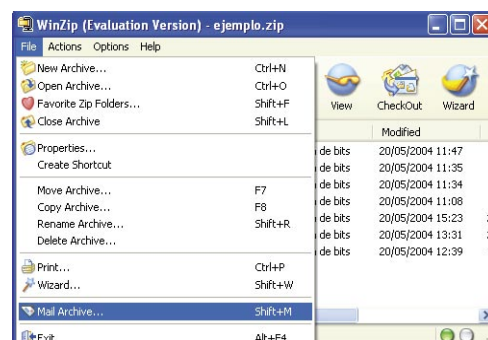 WinZip (Evaluation Version) - ejemplo.zip
File Actions Options Help
New Archive... Ctrl+N
Open Archive... Ctrl+O
Favorite Zip Folders... Shift+F
Close Archive Shift+L
Properties...
Create Shortcut
Move Archive... F7
Copy Archive... F8
Rename Archive... Shift+R
Delete Archive...
Print... Ctrl+P
Wizard... Shift+W
Mail Archive... Shift+M
Exit Alt+F4
View CheckOut Wizard
Modified
de bits 20/05/2004 11:47
de bits 20/05/2004 11:35
de bits 20/05/2004 11:34
de bits 20/05/2004 11:08
de bits 20/05/2004 15:23
de bits 20/05/2004 13:31
de bits 20/05/2004 12:39